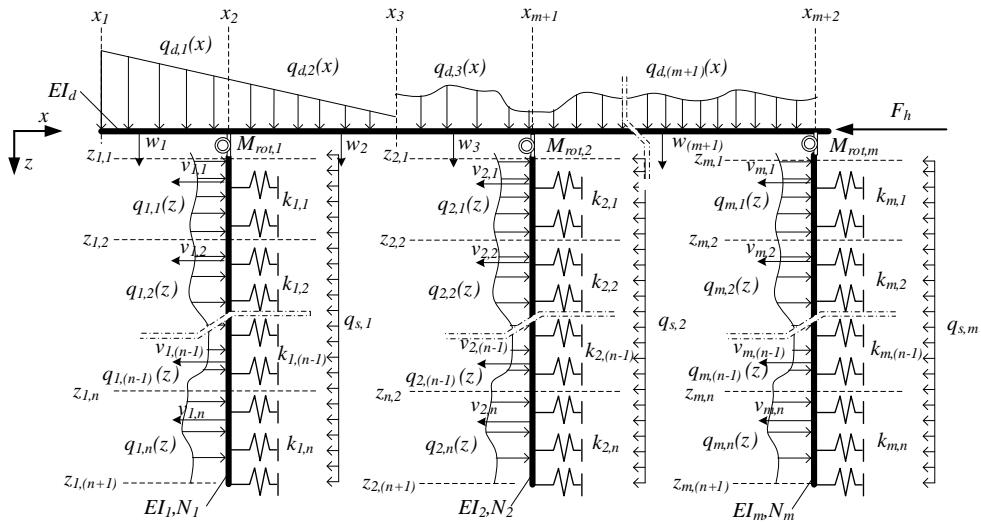 x1 x2 x3 xm+1 xm+2
qd,1(x) qd,2(x) qd,3(x) qd,(m+1)(x)
EId Fh
x w1 Mrot,1 w2 w3 Mrot,2 w(m+1) Mrot,m
z z1,1 z2,1 zm,1
v1,1 v2,1 vm,1
q1,1(z) k1,1 q2,1(z) k2,1 qm,1(z) km,1
z1,2 z2,2 zm,2
v1,2 v2,2 vm,2
q1,2(z) k1,2 q2,2(z) k2,2 qm,2(z) km,2
qs,1 qs,2 qs,m
v1,(n-1) k1,(n-1) v2,(n-1) k2,(n-1) vm,(n-1) km,(n-1)
q1,(n-1)(z) q2,(n-1)(z) qm,(n-1)(z)
z1,n zn,2 zm,n
v1,n v2,n vm,n
q1,n(z) k1,n q2,n(z) k2,n qm,n(z) km,n
z1,(n+1) z2,(n+1) zm,(n+1)
EI1,N1 EI2,N2 EIm,Nm